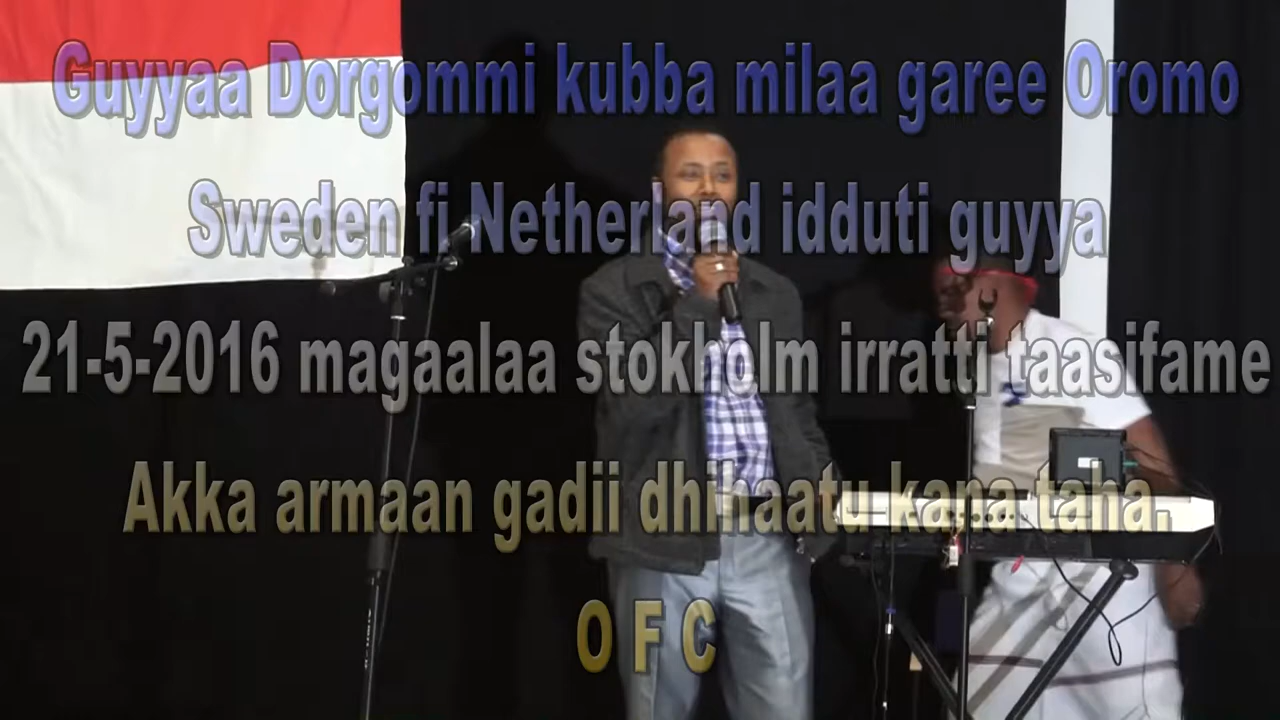 Guyyaa Dorgommi kubba milaa garee Oromo
Sweden fi Netherland idduti guyya
21-5-2016 magaalaa stokholm irratti taasifame
Akka armaan gadii dhihaatu kana taha.
O F C